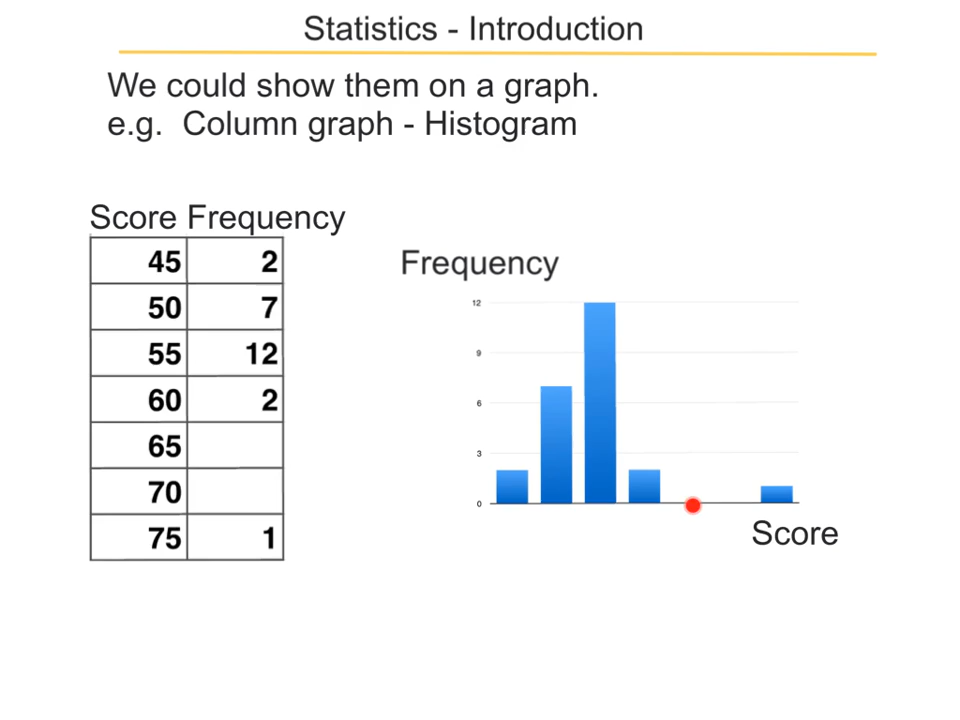 Statistics - Introduction
We could show them on a graph.
e.g. Column graph - Histogram
Score Frequency
45 2
50 7
55 12
60 2
65
70
75 1
Frequency
12
9
6
3
0
Score